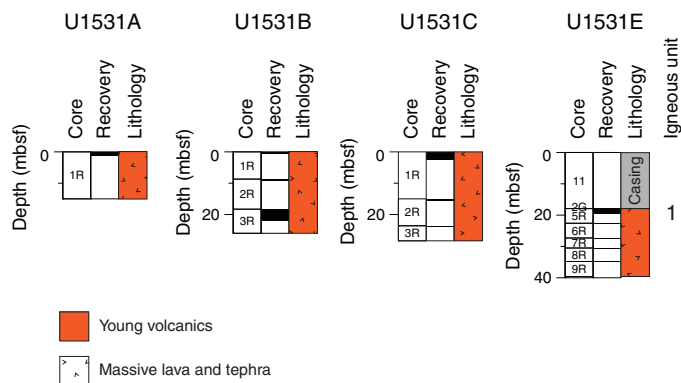 U1531A
U1531B
U1531C
U1531E
Core
Recovery
Lithology
Core
Recovery
Lithology
Core
Recovery
Lithology
Core
Recovery
Lithology
Igneous unit
Depth (mbsf)
0
1R
Depth (mbsf)
0
20
1R
2R
3R
Depth (mbsf)
0
20
1R
2R
3R
Depth (mbsf)
0
20
40
11
2G
5R
6R
7R
8R
9R
Casing
1
Young volcanics
Massive lava and tephra